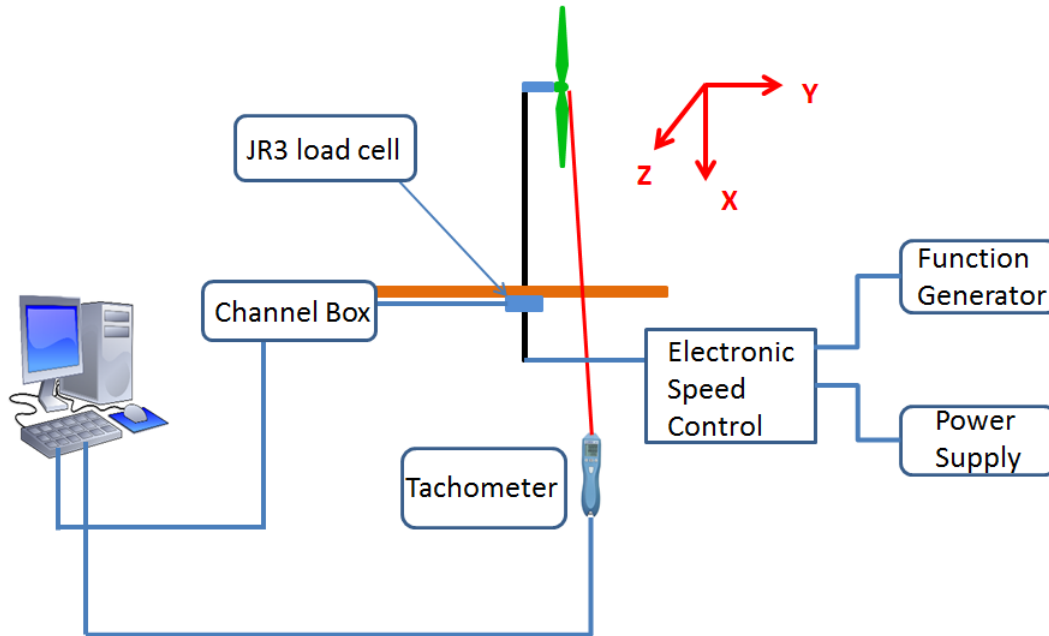 Y
JR3 load cell
Z
X
Function
Generator
Channel Box
Electronic
Speed
Control
Power
Supply
Tachometer